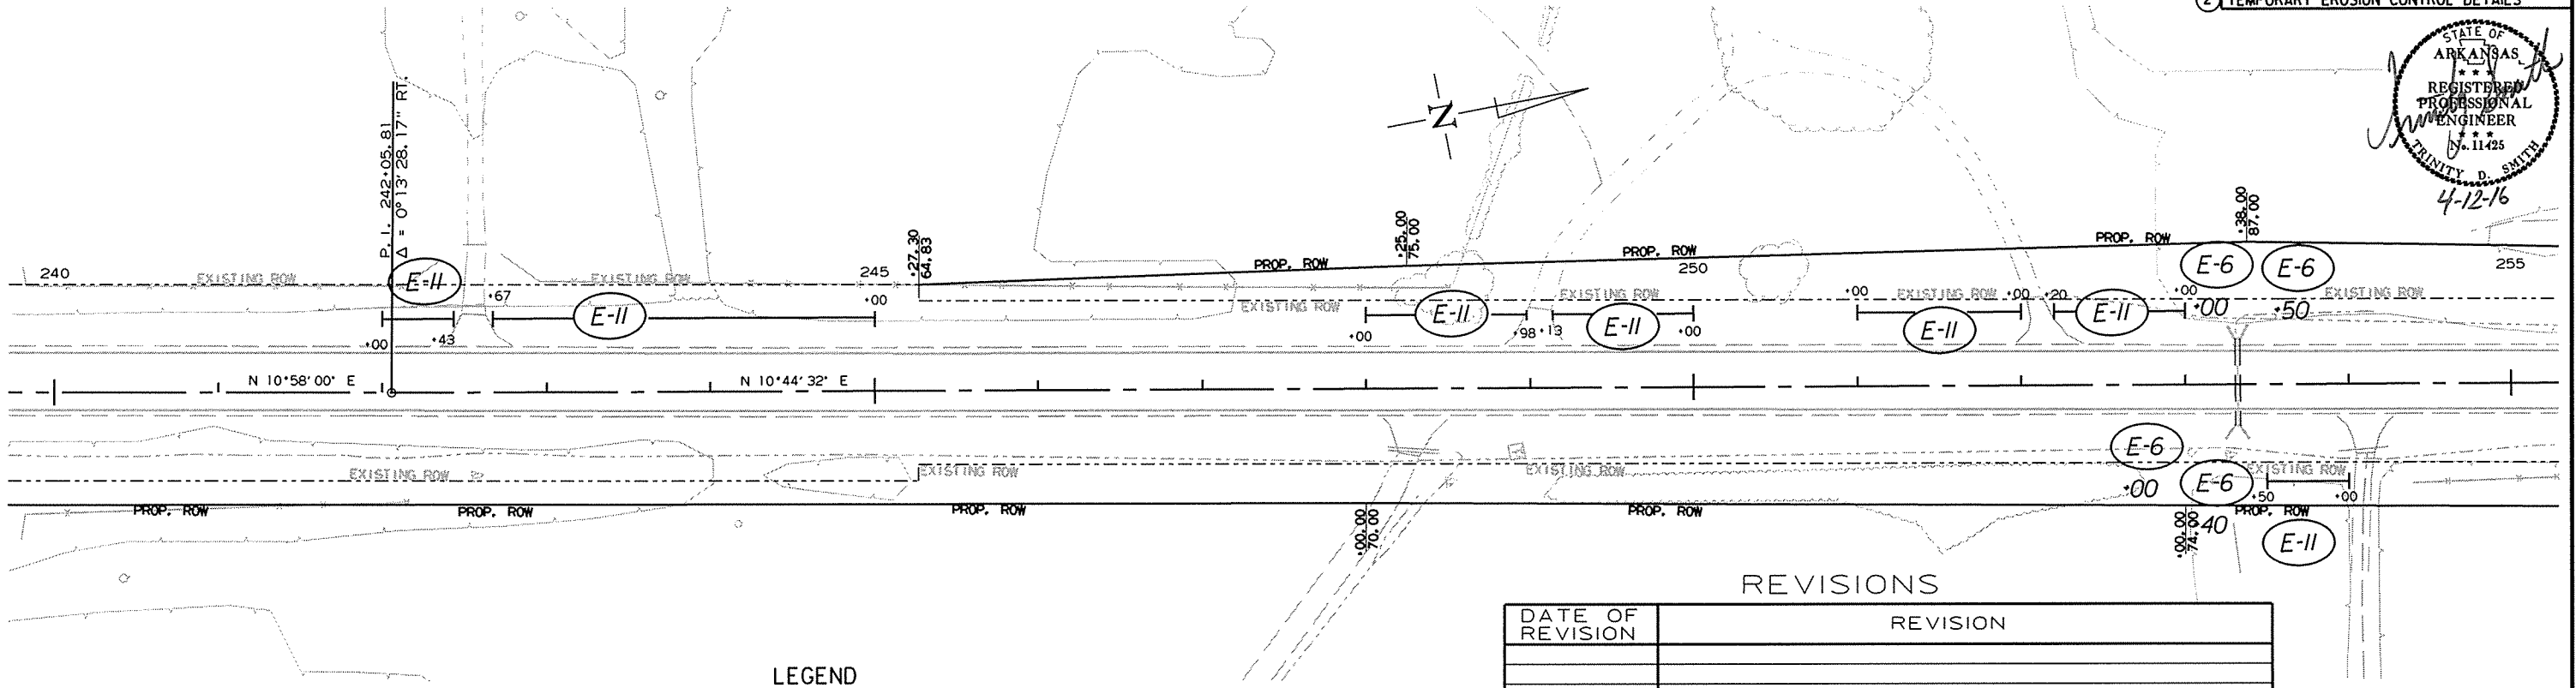 2 TEMPORARY EROSION CONTROL DETAILS
STATE OF
ARKANSAS
★ ★ ★
REGISTERED
PROFESSIONAL
ENGINEER
★ ★ ★
No. 11425
TRINITY D. SMITH
4-12-16
P. I. 242+05.81
Δ = 0°13'28.17" RT.
N
+27.30
64.83
+25.00
75.00
+38.00
87.00
PROP. ROW
PROP. ROW
PROP. ROW
240
EXISTING ROW
E-11
EXISTING ROW
245
250
E-6
E-6
255
+67
+00
EXISTING ROW
EXISTING ROW
+00
EXISTING ROW
+00
+20
+00
+00
+50
EXISTING ROW
E-11
E-11
E-11
E-11
E-11
+00
+43
+00
+98
+13
+00
N 10°58'00" E
N 10°44'32" E
E-6
EXISTING ROW
EXISTING ROW
EXISTING ROW
EXISTING ROW
+00
E-6
+50
+00
PROP. ROW
PROP. ROW
PROP. ROW
PROP. ROW
PROP. ROW
+00.00
70.00
+00.00
74.00
+40
E-11
REVISIONS
DATE OF REVISION
REVISION
LEGEND